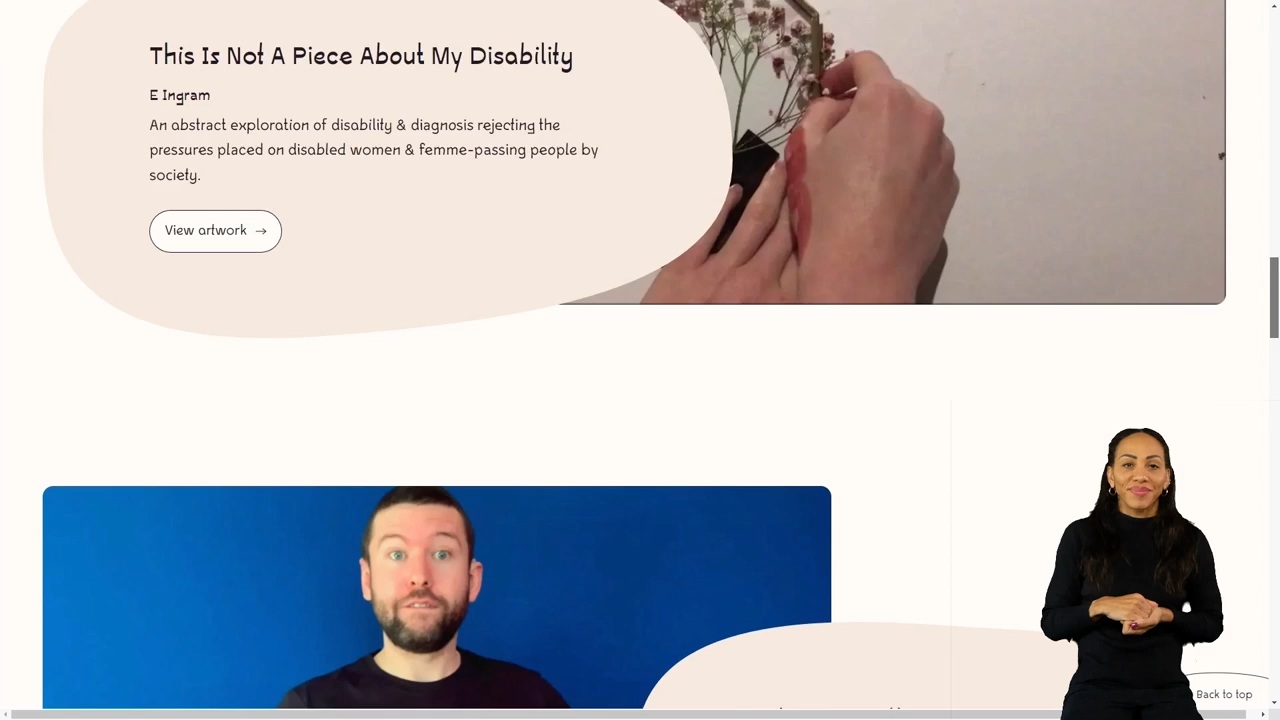 This Is Not A Piece About My Disability
E Ingram
An abstract exploration of disability & diagnosis rejecting the
pressures placed on disabled women & femme-passing people by
society.
View artwork →
Back to top